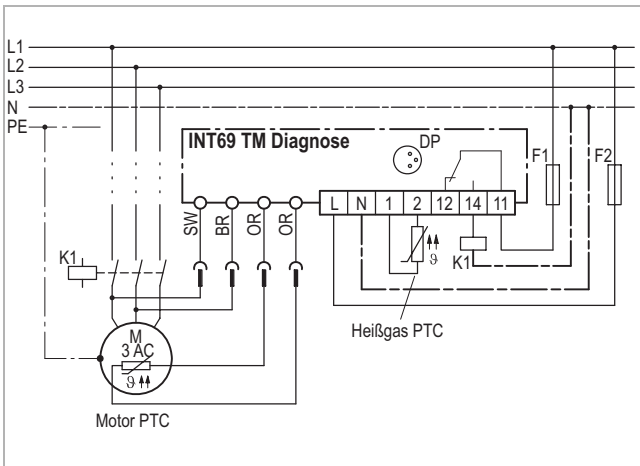 L1
L2
L3
N
PE
INT69 TM Diagnose
DP
F1
F2
SW
BR
OR
OR
L N 1 2 12 14 11
K1
ϑ
K1
Heißgas PTC
M
3 AC
ϑ
Motor PTC